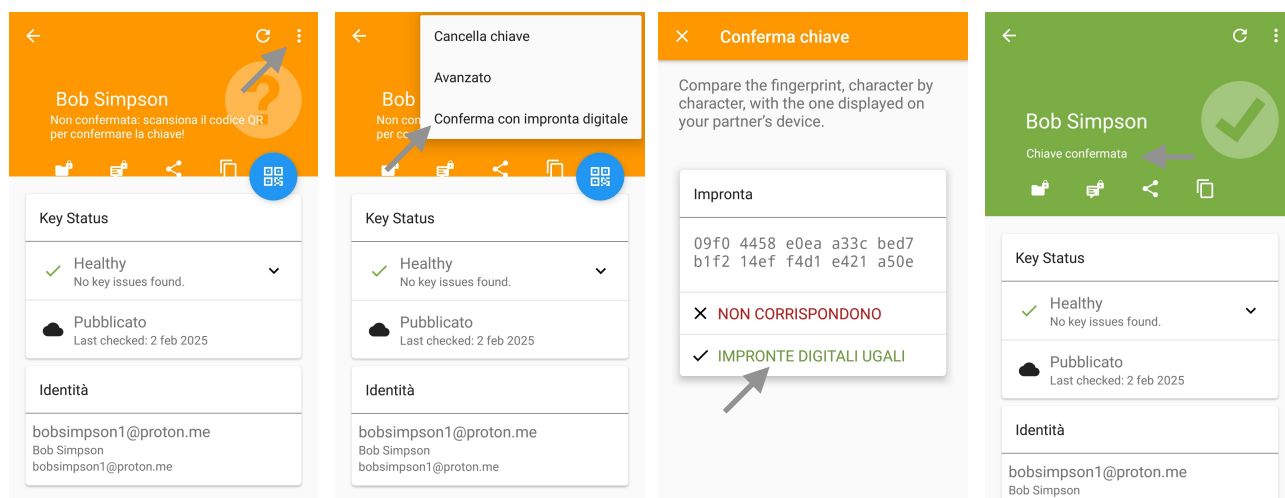 Bob Simpson
Non confermata: scansiona il codice QR
per confermare la chiave!
Key Status
Healthy
No key issues found.
Pubblicato
Last checked: 2 feb 2025
Identità
bobsimpson1@proton.me
Bob Simpson
bobsimpson1@proton.me
Cancella chiave
Avanzato
Conferma con impronta digitale
Bob
Non con
per co
Key Status
Healthy
No key issues found.
Pubblicato
Last checked: 2 feb 2025
Identità
bobsimpson1@proton.me
Bob Simpson
bobsimpson1@proton.me
Conferma chiave
Compare the fingerprint, character by
character, with the one displayed on
your partner's device.
Impronta
09f0 4458 e0ea a33c bed7
b1f2 14ef f4d1 e421 a50e
NON CORRISPONDONO
IMPRONTE DIGITALI UGALI
Bob Simpson
Chiave confermata
Key Status
Healthy
No key issues found.
Pubblicato
Last checked: 2 feb 2025
Identità
bobsimpson1@proton.me
Bob Simpson